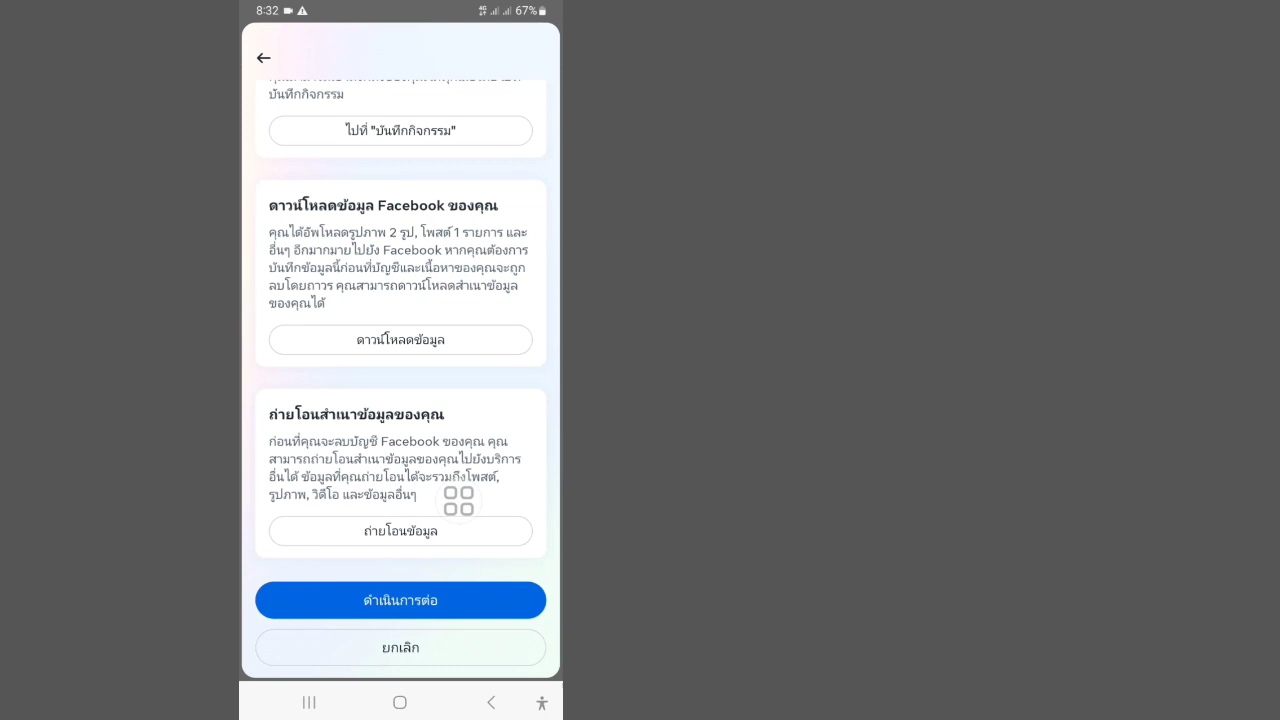 8:32
4G 67%
บันทึกกิจกรรม
ไปที่ "บันทึกกิจกรรม"
ดาวน์โหลดข้อมูล Facebook ของคุณ
คุณได้อัพโหลดรูปภาพ 2 รูป, โพสต์ 1 รายการ และ
อื่นๆ อีกมากมายไปยัง Facebook หากคุณต้องการ
บันทึกข้อมูลนี้ก่อนที่บัญชีและเนื้อหาของคุณจะถูก
ลบโดยถาวร คุณสามารถดาวน์โหลดสำเนาข้อมูล
ของคุณได้
ดาวน์โหลดข้อมูล
ถ่ายโอนสำเนาข้อมูลของคุณ
ก่อนที่คุณจะลบบัญชี Facebook ของคุณ คุณ
สามารถถ่ายโอนสำเนาข้อมูลของคุณไปยังบริการ
อื่นได้ ข้อมูลที่คุณถ่ายโอนได้จะรวมถึงโพสต์,
รูปภาพ, วิดีโอ และข้อมูลอื่นๆ
ถ่ายโอนข้อมูล
ดำเนินการต่อ
ยกเลิก